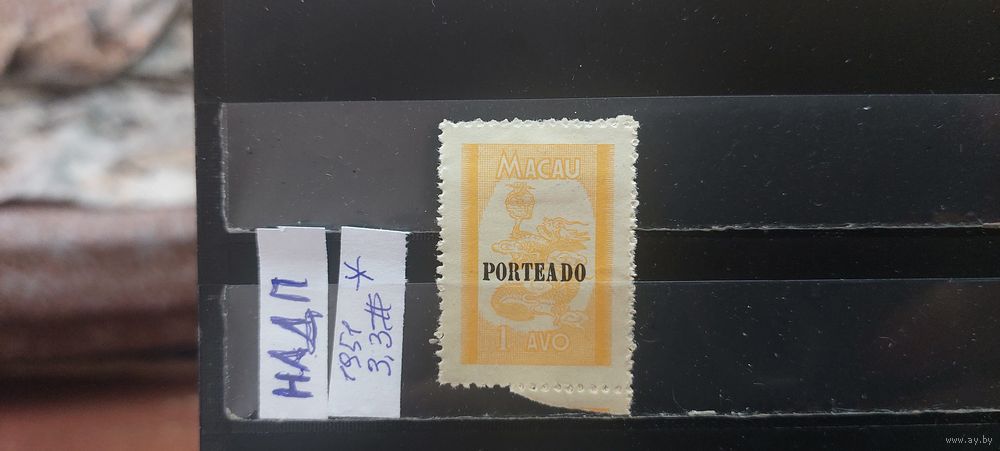 MACAU
PORTEADO
1 AVO
НАДП
1951
3,3# *
www.ay.by